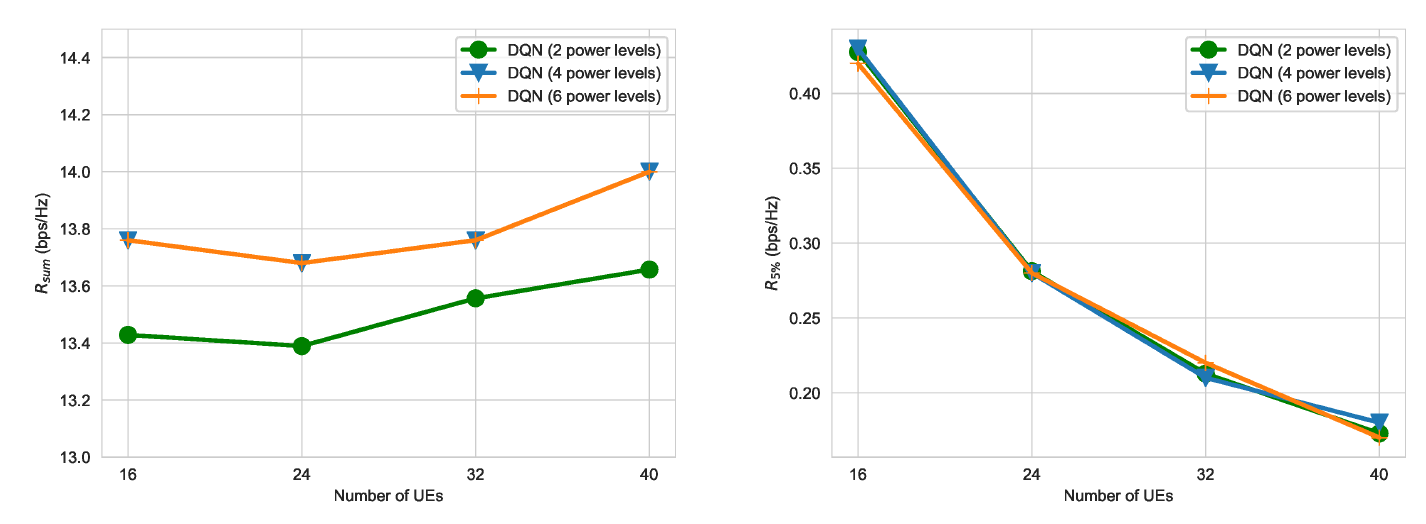 14.4
14.2
14.0
13.8
13.6
13.4
13.2
13.0
R_sum (bps/Hz)
16
24
32
40
Number of UEs
DQN (2 power levels)
DQN (4 power levels)
DQN (6 power levels)
0.40
0.35
0.30
0.25
0.20
R_5% (bps/Hz)
16
24
32
40
Number of UEs
DQN (2 power levels)
DQN (4 power levels)
DQN (6 power levels)